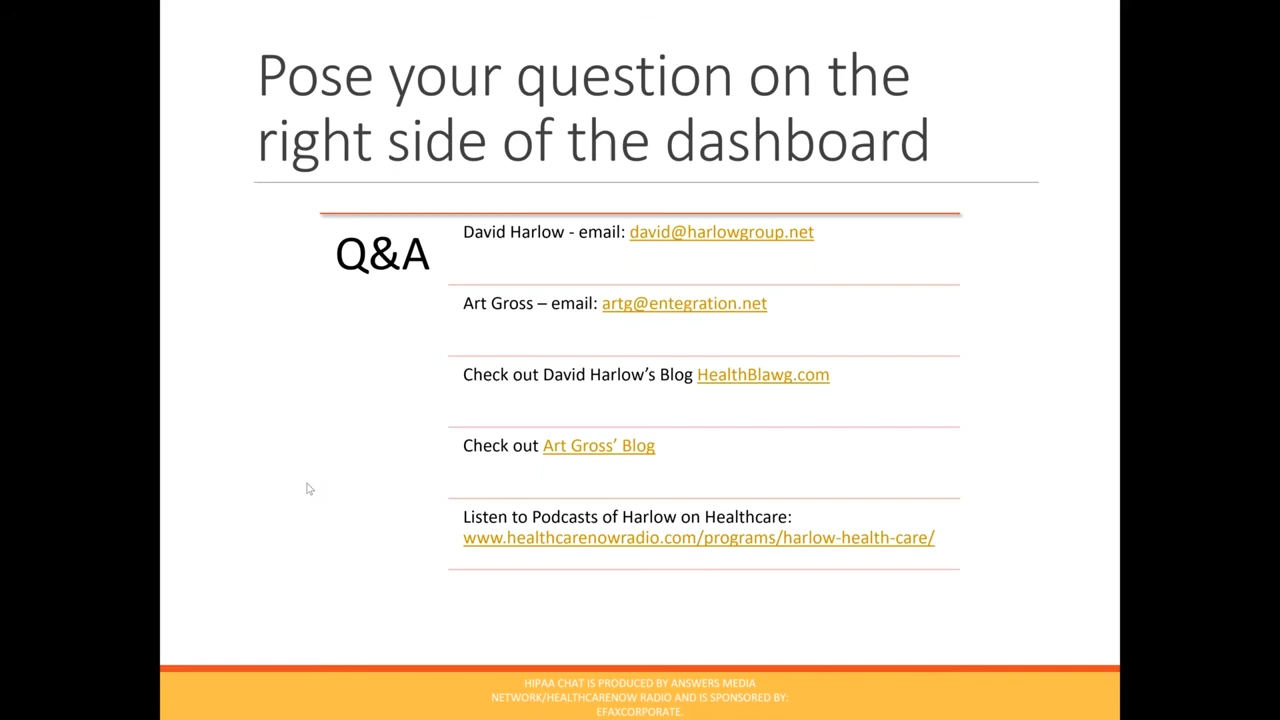 Pose your question on the
right side of the dashboard
Q&A
David Harlow - email: david@harlowgroup.net
Art Gross – email: artg@entegration.net
Check out David Harlow’s Blog HealthBlawg.com
Check out Art Gross’ Blog
Listen to Podcasts of Harlow on Healthcare:
www.healthcarenowradio.com/programs/harlow-health-care/
HIPAA CHAT IS PRODUCED BY ANSWERS MEDIA
NETWORK/HEALTHCARENOW RADIO AND IS SPONSORED BY:
EFAXCORPORATE.